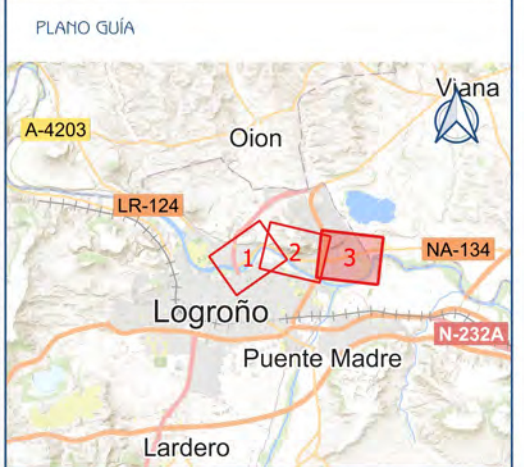 PLANO GUÍA
Viana
A-4203
Oion
LR-124
1
2
3
NA-134
Logroño
N-232A
Puente Madre
Lardero